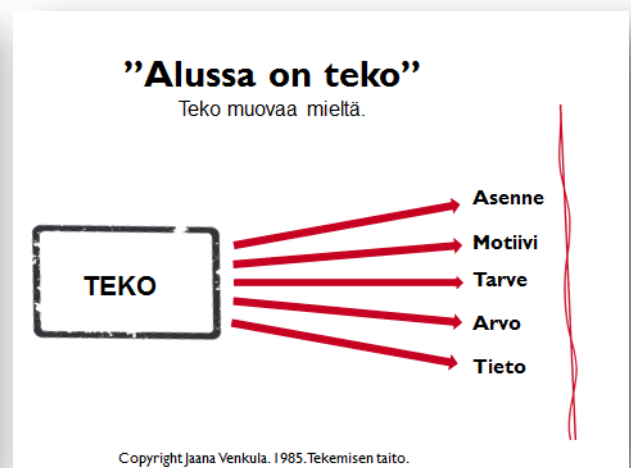 ”Alussa on teko”
Teko muovaa mieltä.
TEKO
Asenne
Motiivi
Tarve
Arvo
Tieto
Copyright Jaana Venkula. 1985. Tekemisen taito.